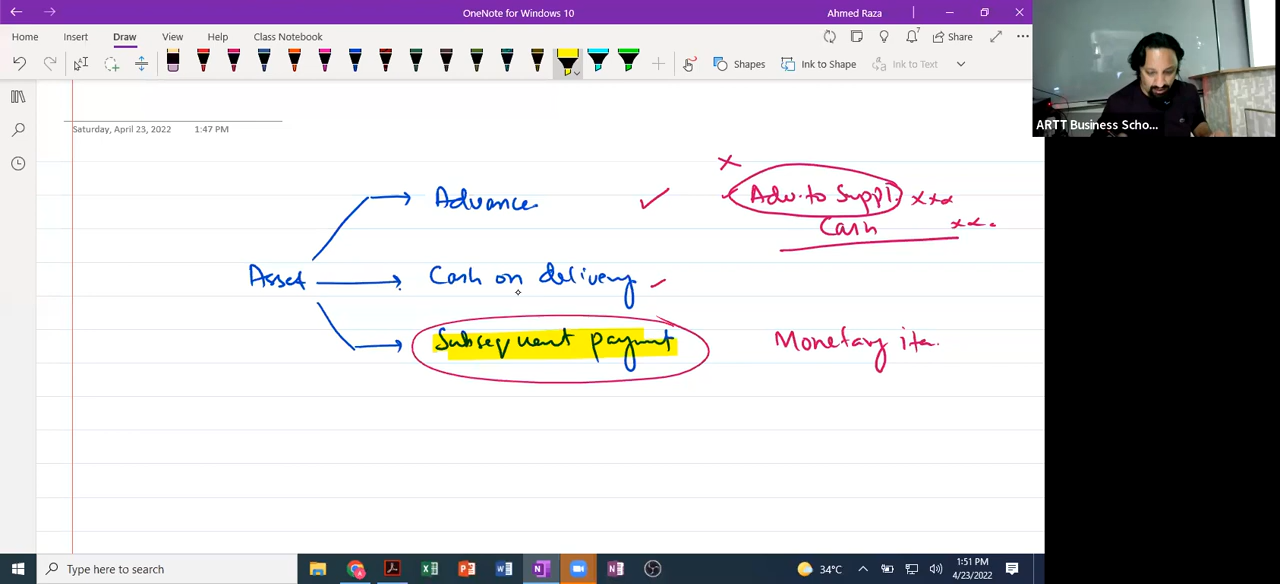 OneNote for Windows 10
Ahmed Raza
Home Insert Draw View Help Class Notebook
Share
Shapes Ink to Shape Ink to Text
Saturday, April 23, 2022 1:47 PM
ARTT Business Scho...
Advance
Adv. to Suppl. xxx
Cash xxx
Asset
Cash on delivery
Subsequent payment
Monetary item
Type here to search
34°C
1:51 PM
4/23/2022